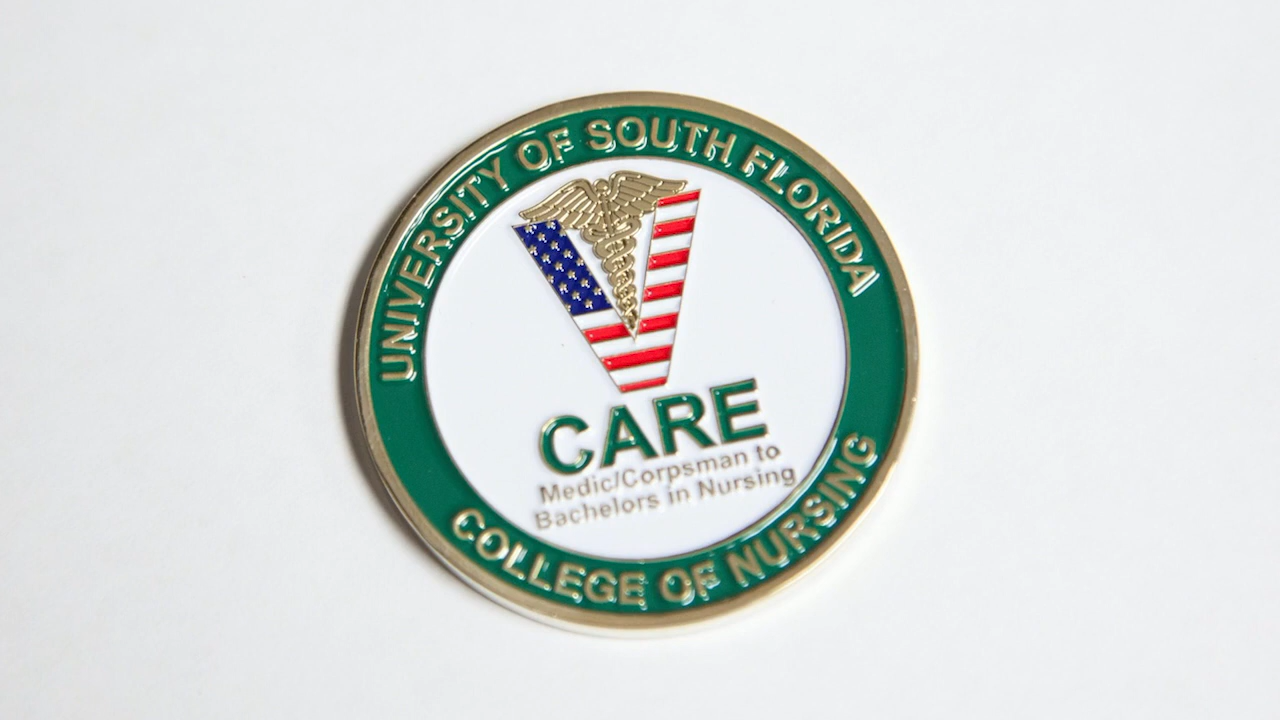 UNIVERSITY OF SOUTH FLORIDA
V
CARE
Medic/Corpsman to
Bachelors in Nursing
COLLEGE OF NURSING